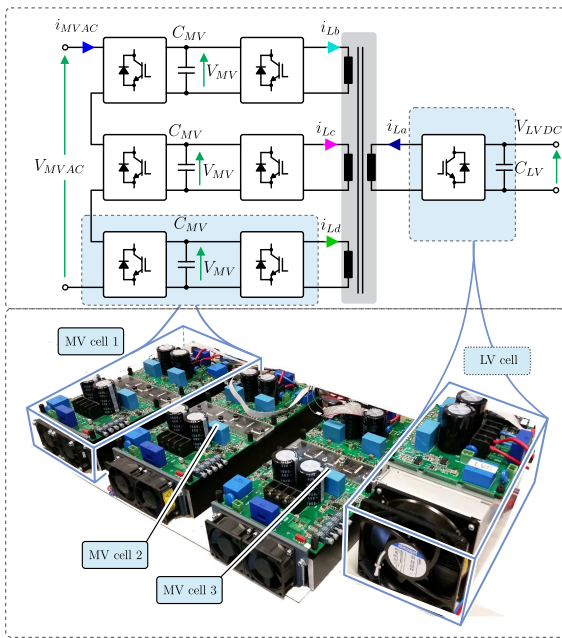 i_{MVAC}
C_{MV}
i_{Lb}
V_{MV}
C_{MV}
i_{Lc}
i_{La}
V_{LVDC}
V_{MVAC}
V_{MV}
C_{LV}
C_{MV}
i_{Ld}
V_{MV}
MV cell 1
LV cell
MV cell 2
MV cell 3